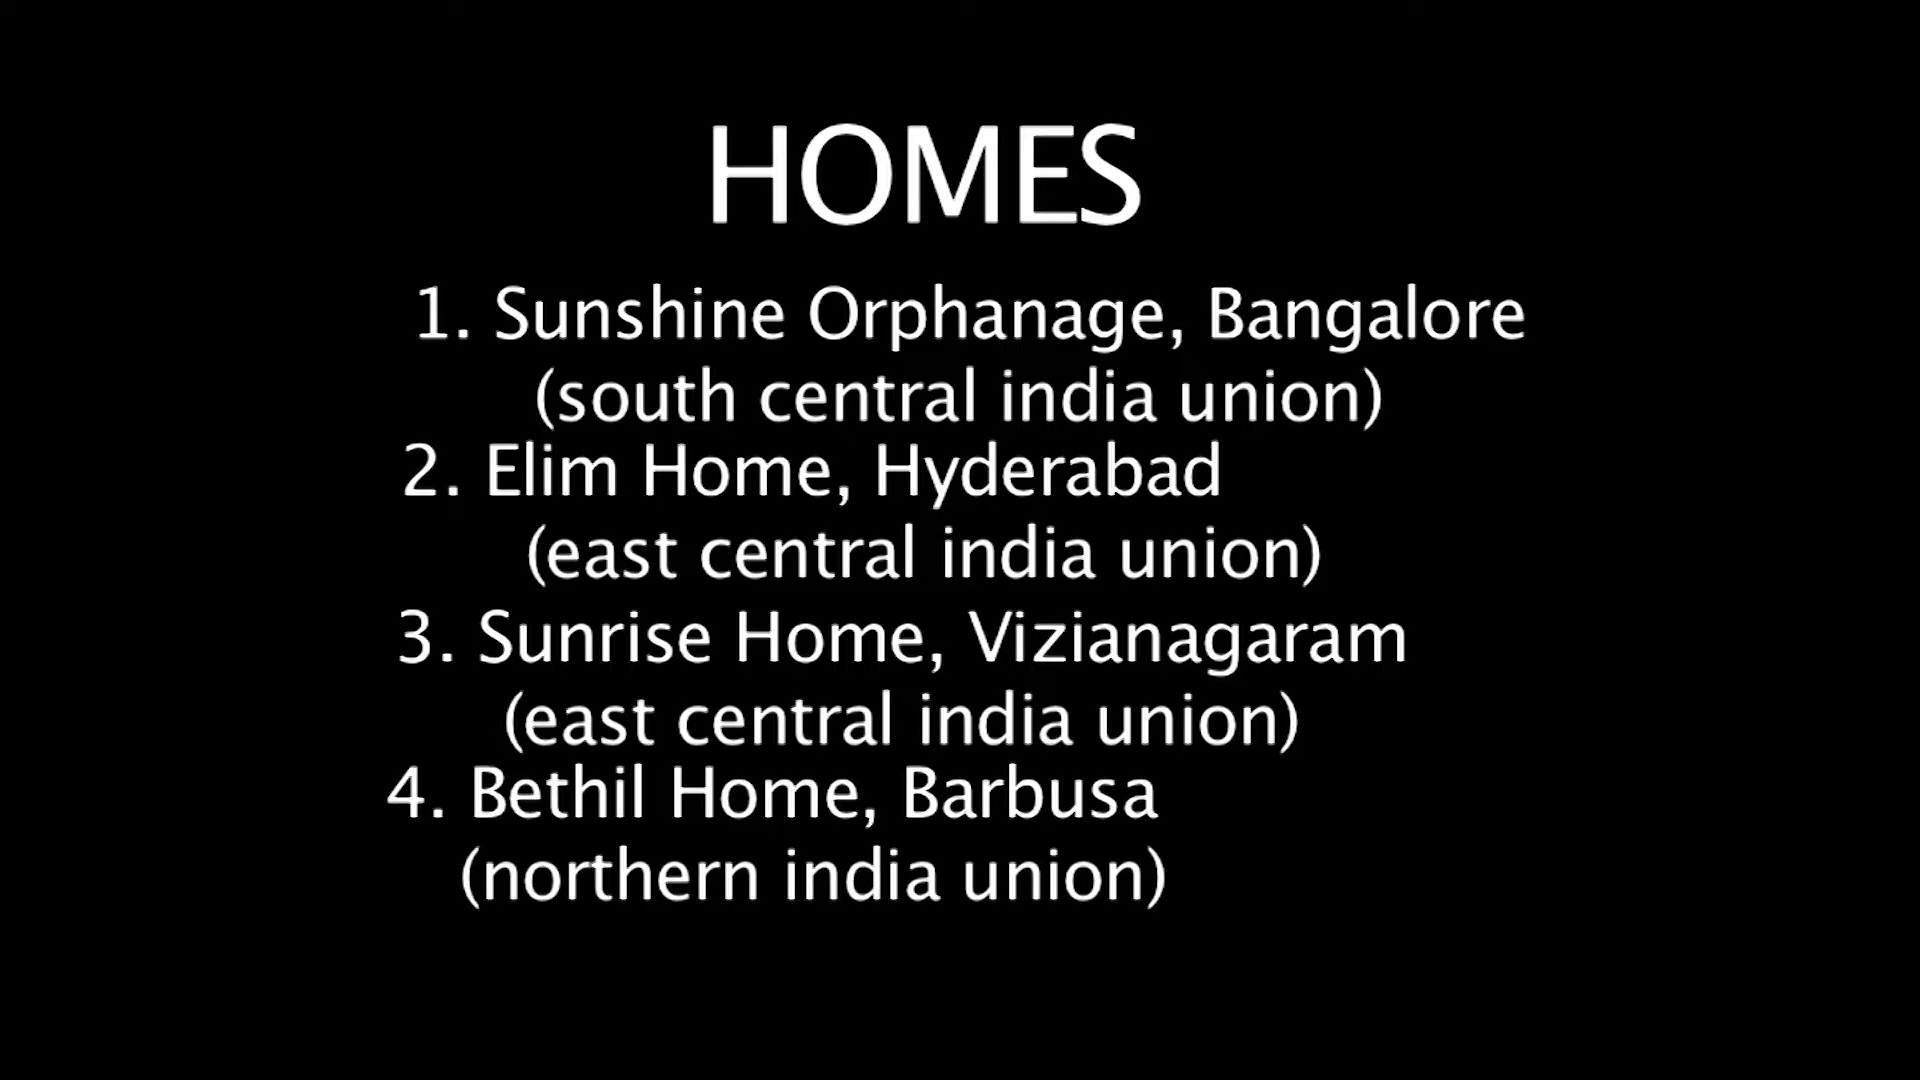 HOMES
1. Sunshine Orphanage, Bangalore
(south central india union)
2. Elim Home, Hyderabad
(east central india union)
3. Sunrise Home, Vizianagaram
(east central india union)
4. Bethil Home, Barbusa
(northern india union)